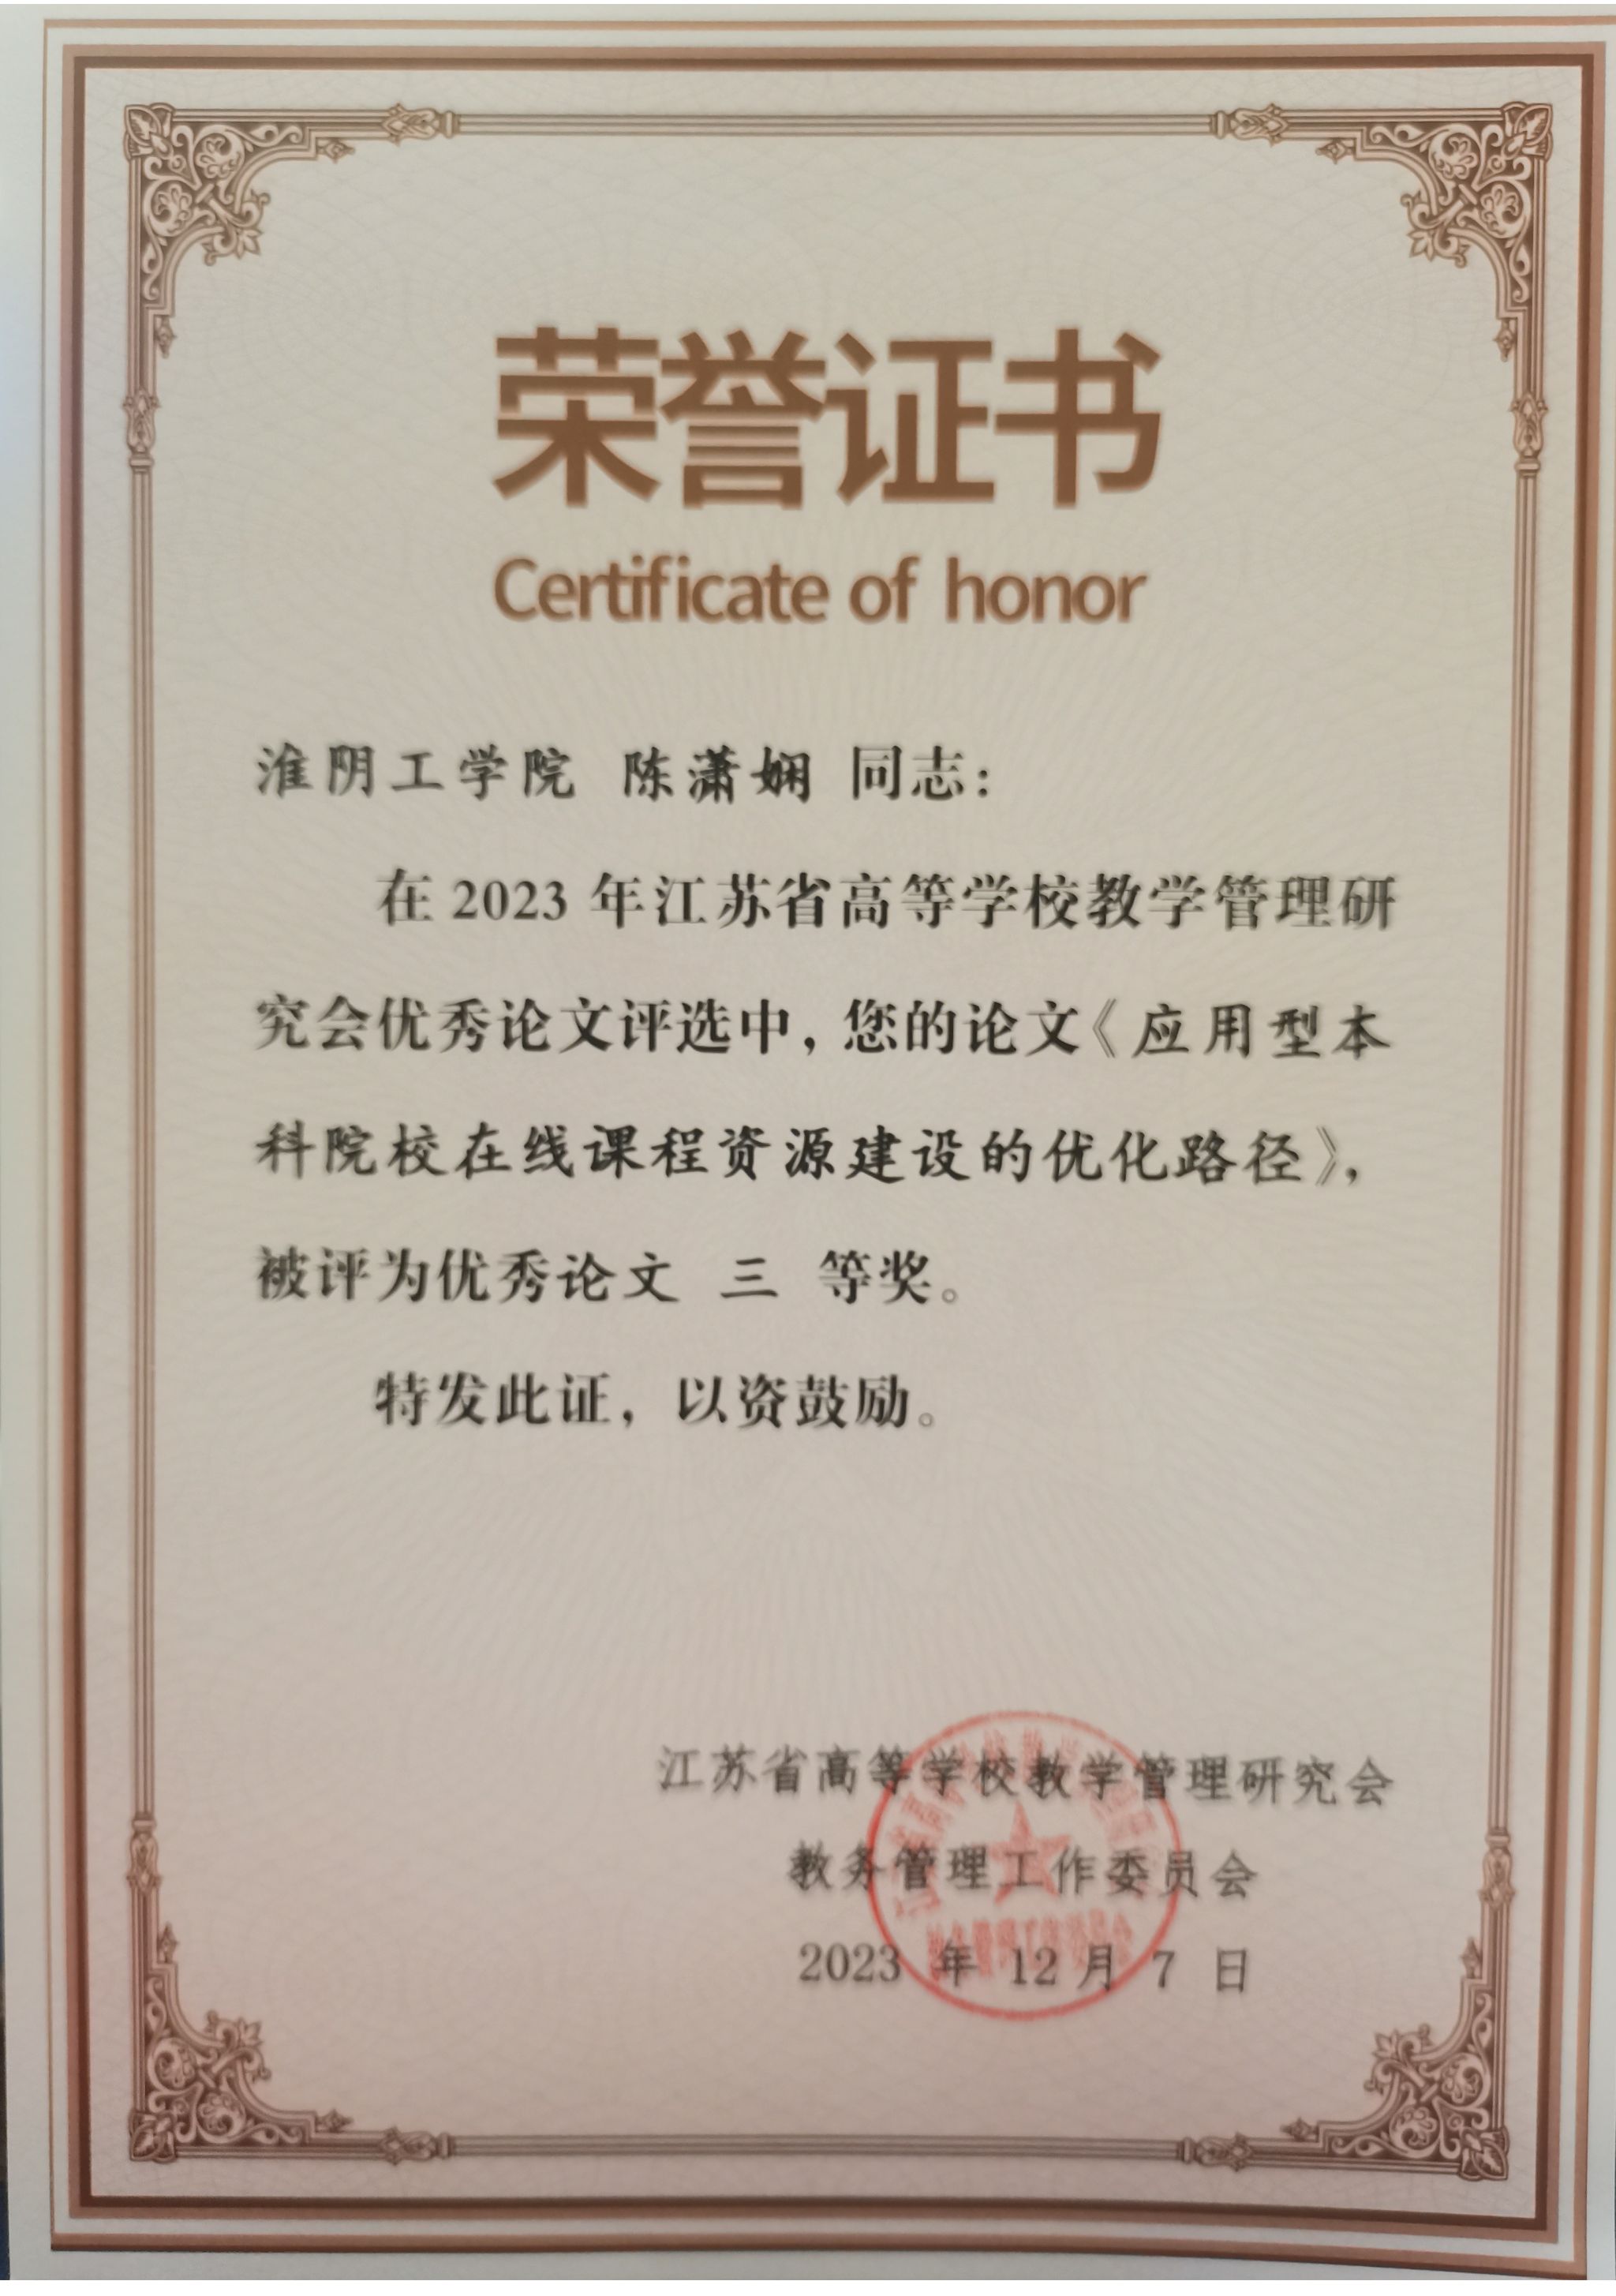 荣誉证书
Certificate of honor
淮阴工学院 陈潇娴 同志：
在 2023 年江苏省高等学校教学管理研
究会优秀论文评选中，您的论文《应用型本
科院校在线课程资源建设的优化路径》，
被评为优秀论文 三 等奖。
特发此证，以资鼓励。
江苏省高等学校教学管理研究会
教务管理工作委员会
2023 年 12 月 7 日